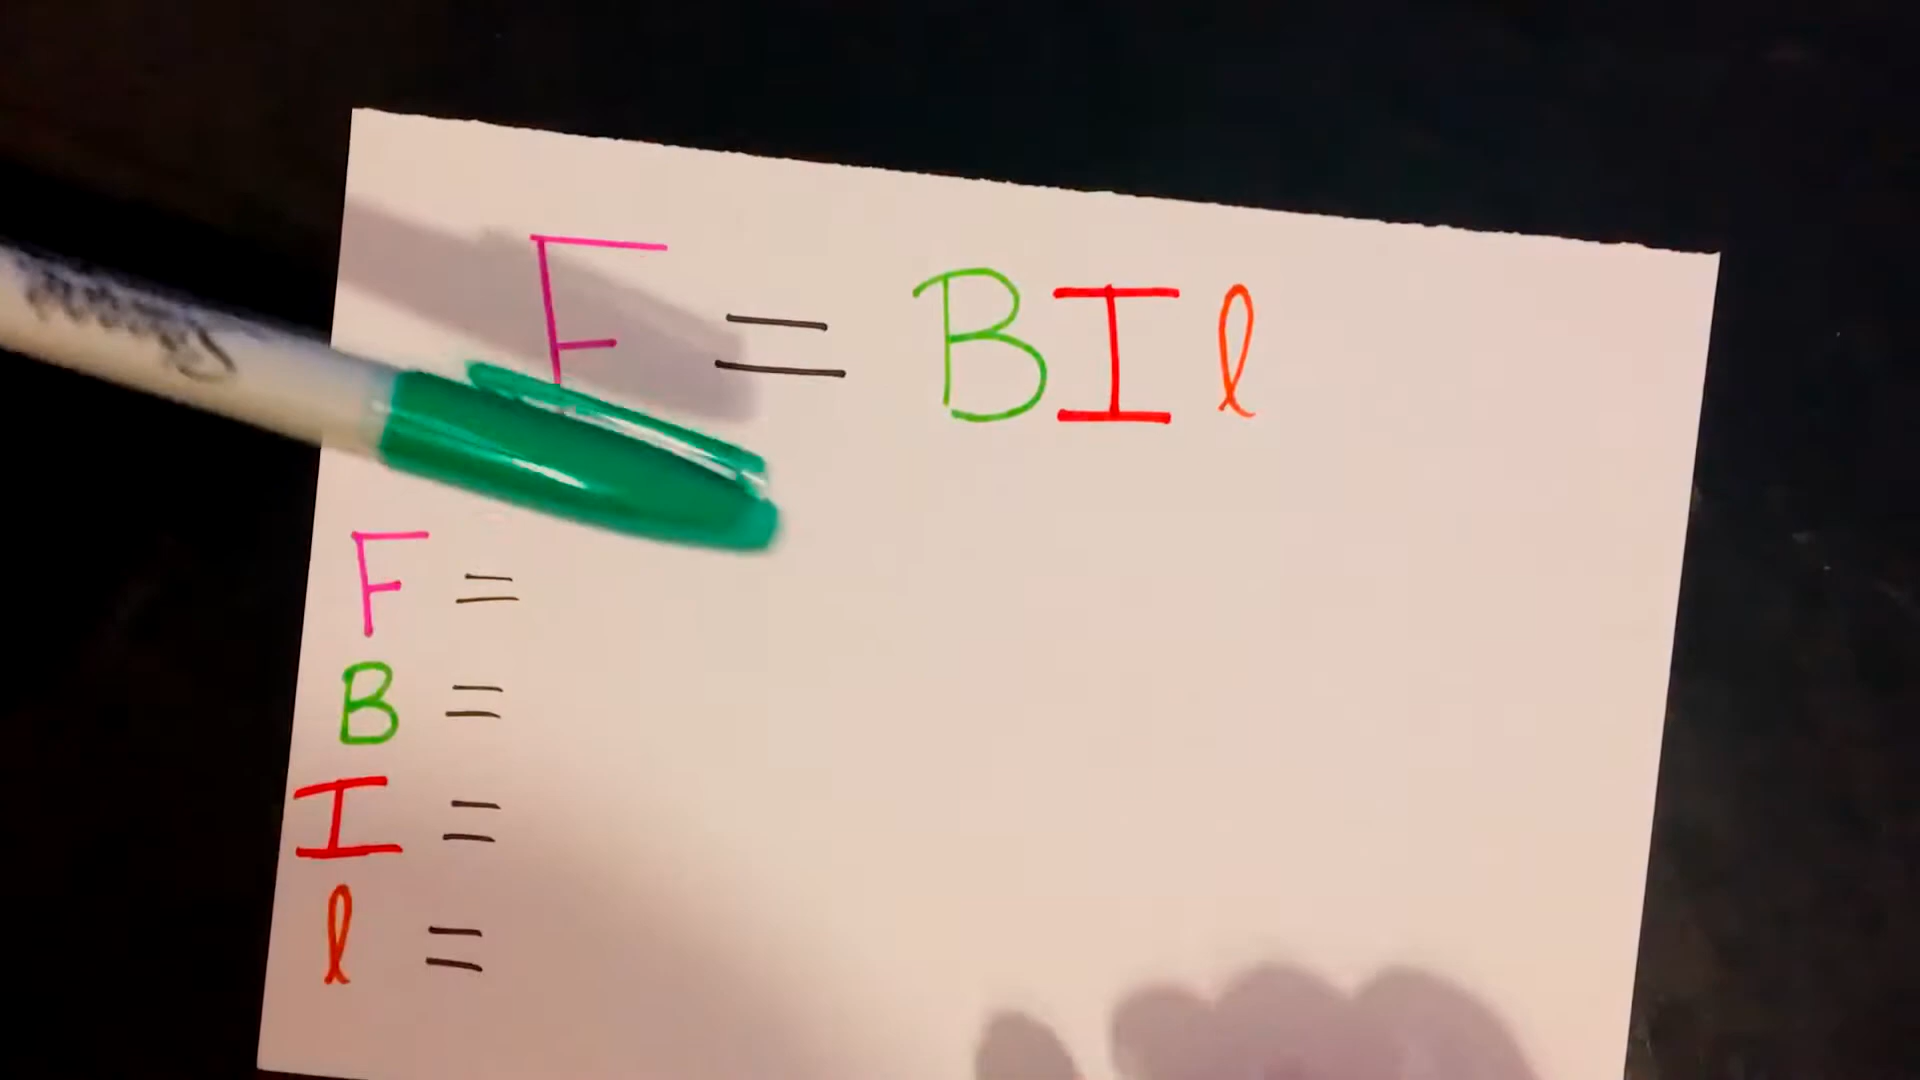 F = BIl
F =
B =
I =
l =